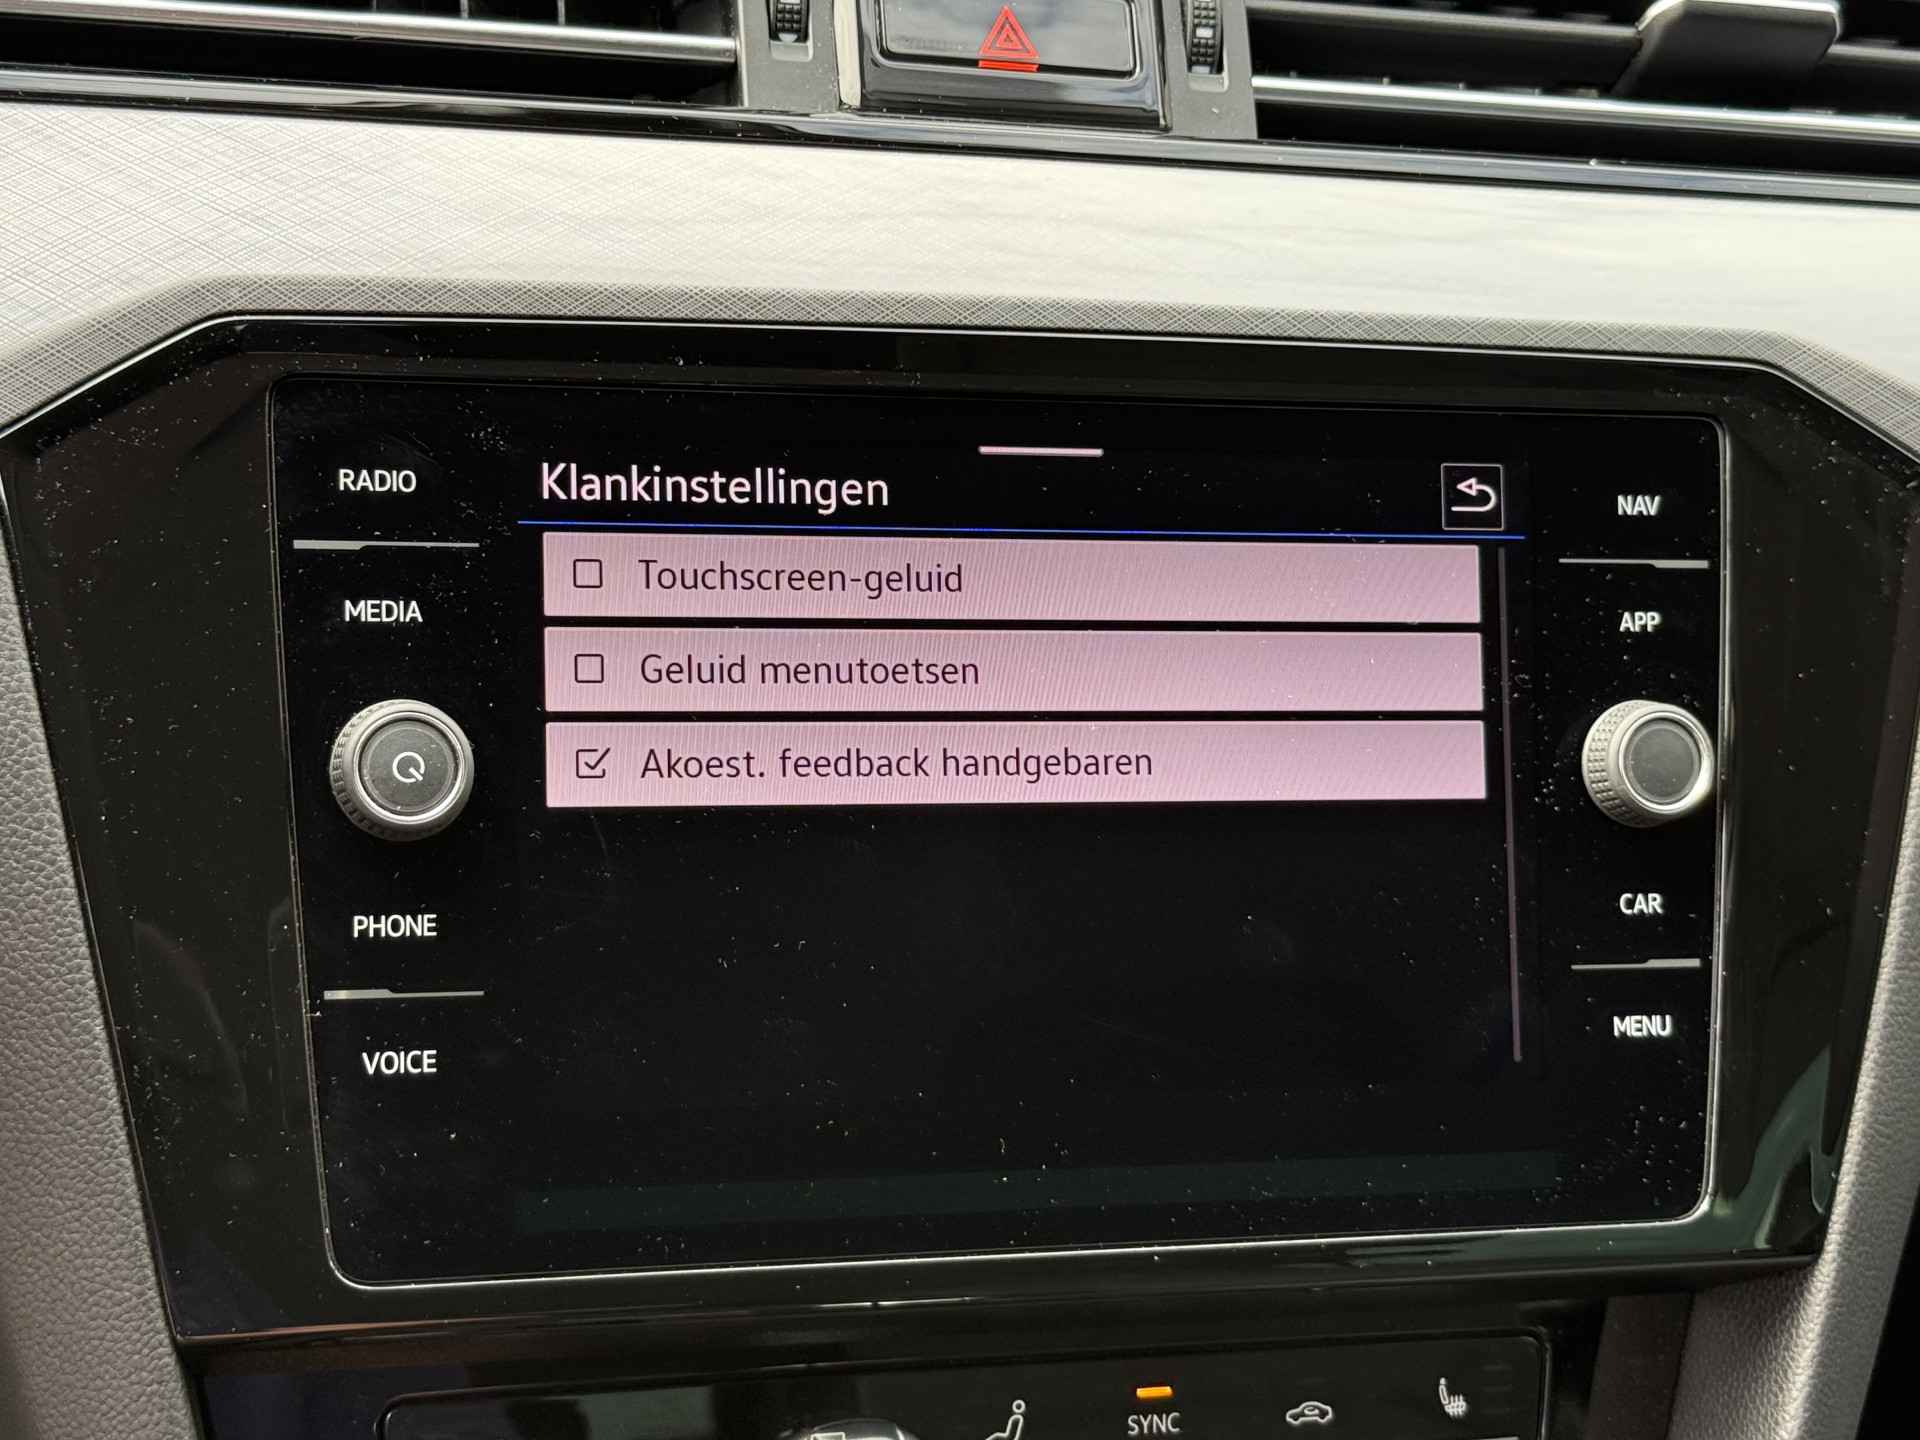 RADIO
MEDIA
PHONE
VOICE
Klankinstellingen
Touchscreen-geluid
Geluid menutoetsen
Akoest. feedback handgebaren
NAV
APP
CAR
MENU
SYNC